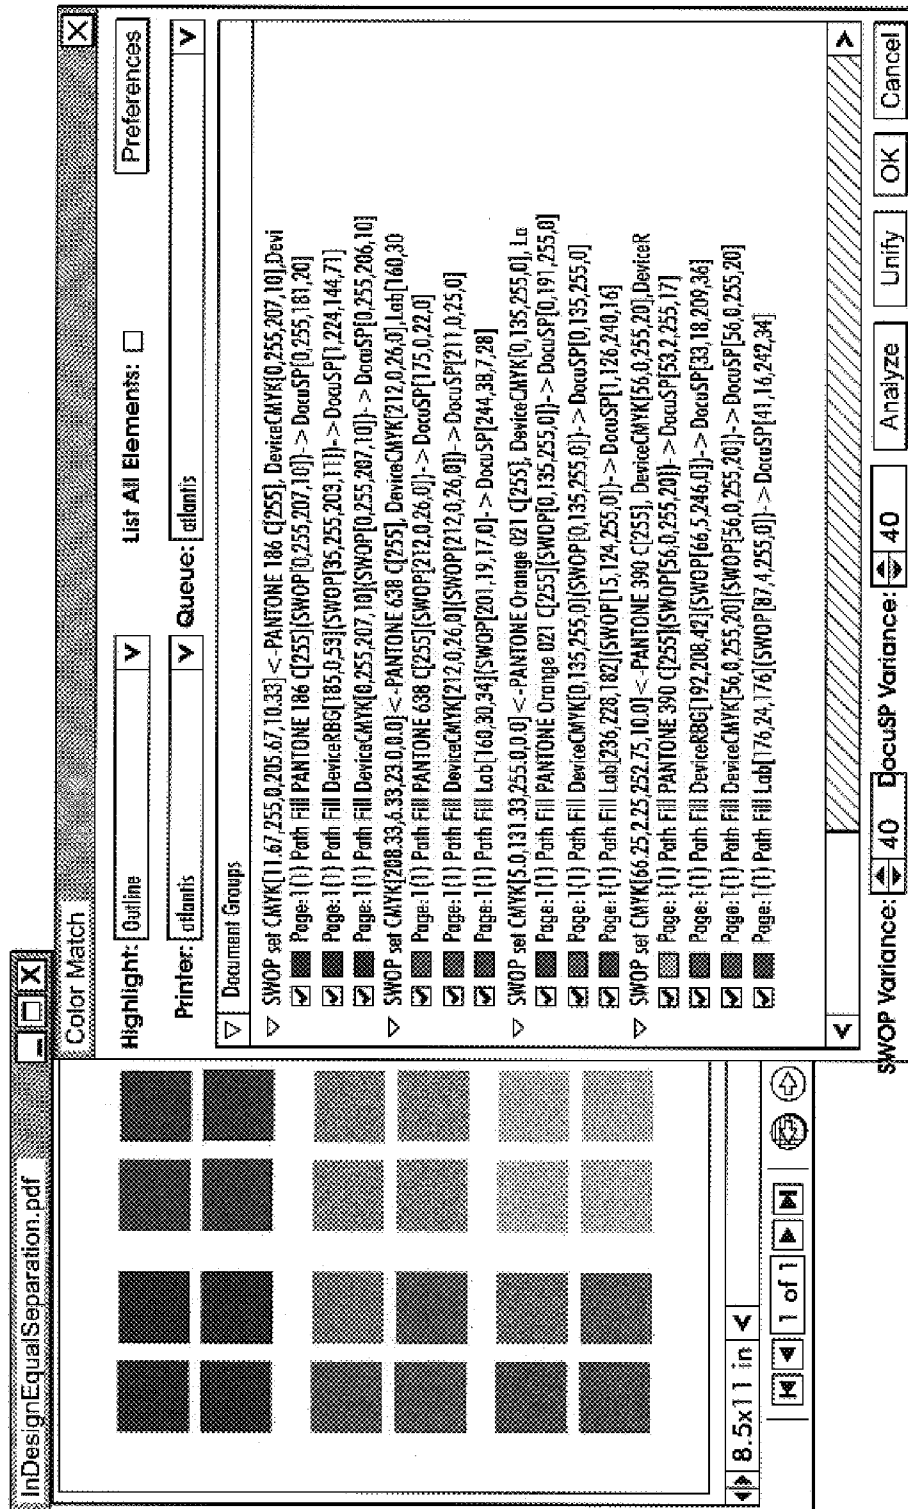 InDesignEqualSeparation.pdf
8.5x11 in
1 of 1
Color Match
Highlight: Outline
List All Elements:
Preferences
Printer: atlantis
Queue: atlantis
Document Groups
SWOP set CMYK[11.67,255,0,205.67,10.33]<-PANTONE 186 C[255], DeviceCMYK[0,255,207,10],Devi
Page:1(1) Path Fill PANTONE 186 C[255](SWOP[0,255,207,10])-> DocuSP[0,255,181,20]
Page:1(1) Path Fill DeviceRBG[185,0,53](SWOP[35,255,203,11])-> DocuSP[1,224,144,71]
Page:1(1) Path Fill DeviceCMYK[0,255,207,10](SWOP[0,255,207,10])-> DocuSP[0,255,206,10]
SWOP set CMYK[208.33,6.33,23.0,0.0]<-PANTONE 638 C[255], DeviceCMYK[212,0,26,0],Lab[160,30
Page:1(1) Path Fill PANTONE 638 C[255](SWOP[212,0,26,0])-> DocuSP[175,0,22,0]
Page:1(1) Path Fill DeviceCMYK[212,0,26,0](SWOP[212,0,26,0])-> DocuSP[211,0,25,0]
Page:1(1) Path Fill Lab[160,30,34](SWOP[201,19,17,0]-> DocuSP[244,38,7,28]
SWOP set CMYK[5.0,131.33,255.0,0.0]<-PANTONE Orange 021 C[255], DeviceCMYK[0,135,255,0], La
Page:1(1) Path Fill PANTONE Orange 021 C[255](SWOP[0,135,255,0])-> DocuSP[0,191,255,0]
Page:1(1) Path Fill DeviceCMYK[0,135,255,0](SWOP[0,135,255,0])-> DocuSP[0,135,255,0]
Page:1(1) Path Fill Lab[236,228,182](SWOP[15,124,255,0])-> DocuSP[1,126,240,16]
SWOP set CMYK[66.25,2.25,252.75,10.0]<-PANTONE 390 C[255], DeviceCMYK[56,0,255,20],DeviceR
Page:1(1) Path Fill PANTONE 390 C[255](SWOP[56,0,255,20])-> DocuSP[53,2,255,17]
Page:1(1) Path Fill DeviceRBG[192,208,42](SWOP[66,5,246,0])-> DocuSP[33,18,209,36]
Page:1(1) Path Fill DeviceCMYK[56,0,255,20](SWOP[56,0,255,20])-> DocuSP[56,0,255,20]
Page:1(1) Path Fill Lab[176,24,176](SWOP[87,4,255,0])-> DocuSP[41,16,242,34]
SWOP Variance: 40
DocuSP Variance: 40
Analyze
Unify
OK
Cancel